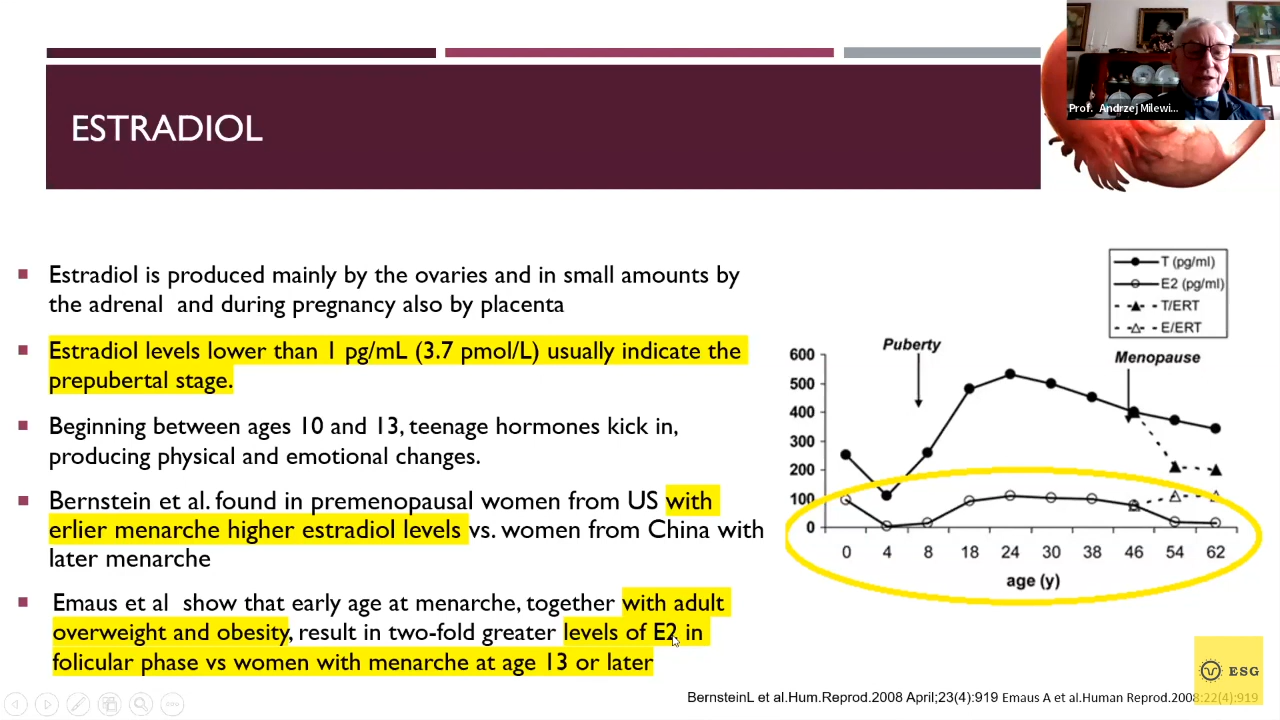 Prof. Andrzej Milewi...
ESTRADIOL
Estradiol is produced mainly by the ovaries and in small amounts by
the adrenal and during pregnancy also by placenta
Estradiol levels lower than 1 pg/mL (3.7 pmol/L) usually indicate the
prepubertal stage.
Beginning between ages 10 and 13, teenage hormones kick in,
producing physical and emotional changes.
Bernstein et al. found in premenopausal women from US with
erlier menarche higher estradiol levels vs. women from China with
later menarche
Emaus et al show that early age at menarche, together with adult
overweight and obesity, result in two-fold greater levels of E2 in
folicular phase vs women with menarche at age 13 or later
T (pg/ml)
E2 (pg/ml)
T/ERT
E/ERT
Puberty
Menopause
600
500
400
300
200
100
0
0 4 8 18 24 30 38 46 54 62
age (y)
ESG
BernsteinL et al.Hum.Reprod.2008 April;23(4):919 Emaus A et al.Human Reprod.2008:22(4):919